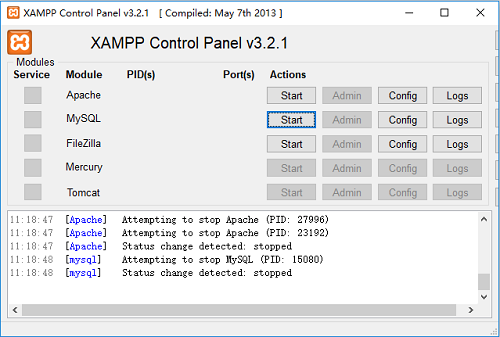 XAMPP Control Panel v3.2.1 [ Compiled: May 7th 2013 ]
XAMPP Control Panel v3.2.1
Modules
Service Module PID(s) Port(s) Actions
Apache Start Admin Config Logs
MySQL Start Admin Config Logs
FileZilla Start Admin Config Logs
Mercury Start Admin Config Logs
Tomcat Start Admin Config Logs
11:18:47 [Apache] Attempting to stop Apache (PID: 27996)
11:18:47 [Apache] Attempting to stop Apache (PID: 23192)
11:18:47 [Apache] Status change detected: stopped
11:18:48 [mysql] Attempting to stop MySQL (PID: 15080)
11:18:48 [mysql] Status change detected: stopped